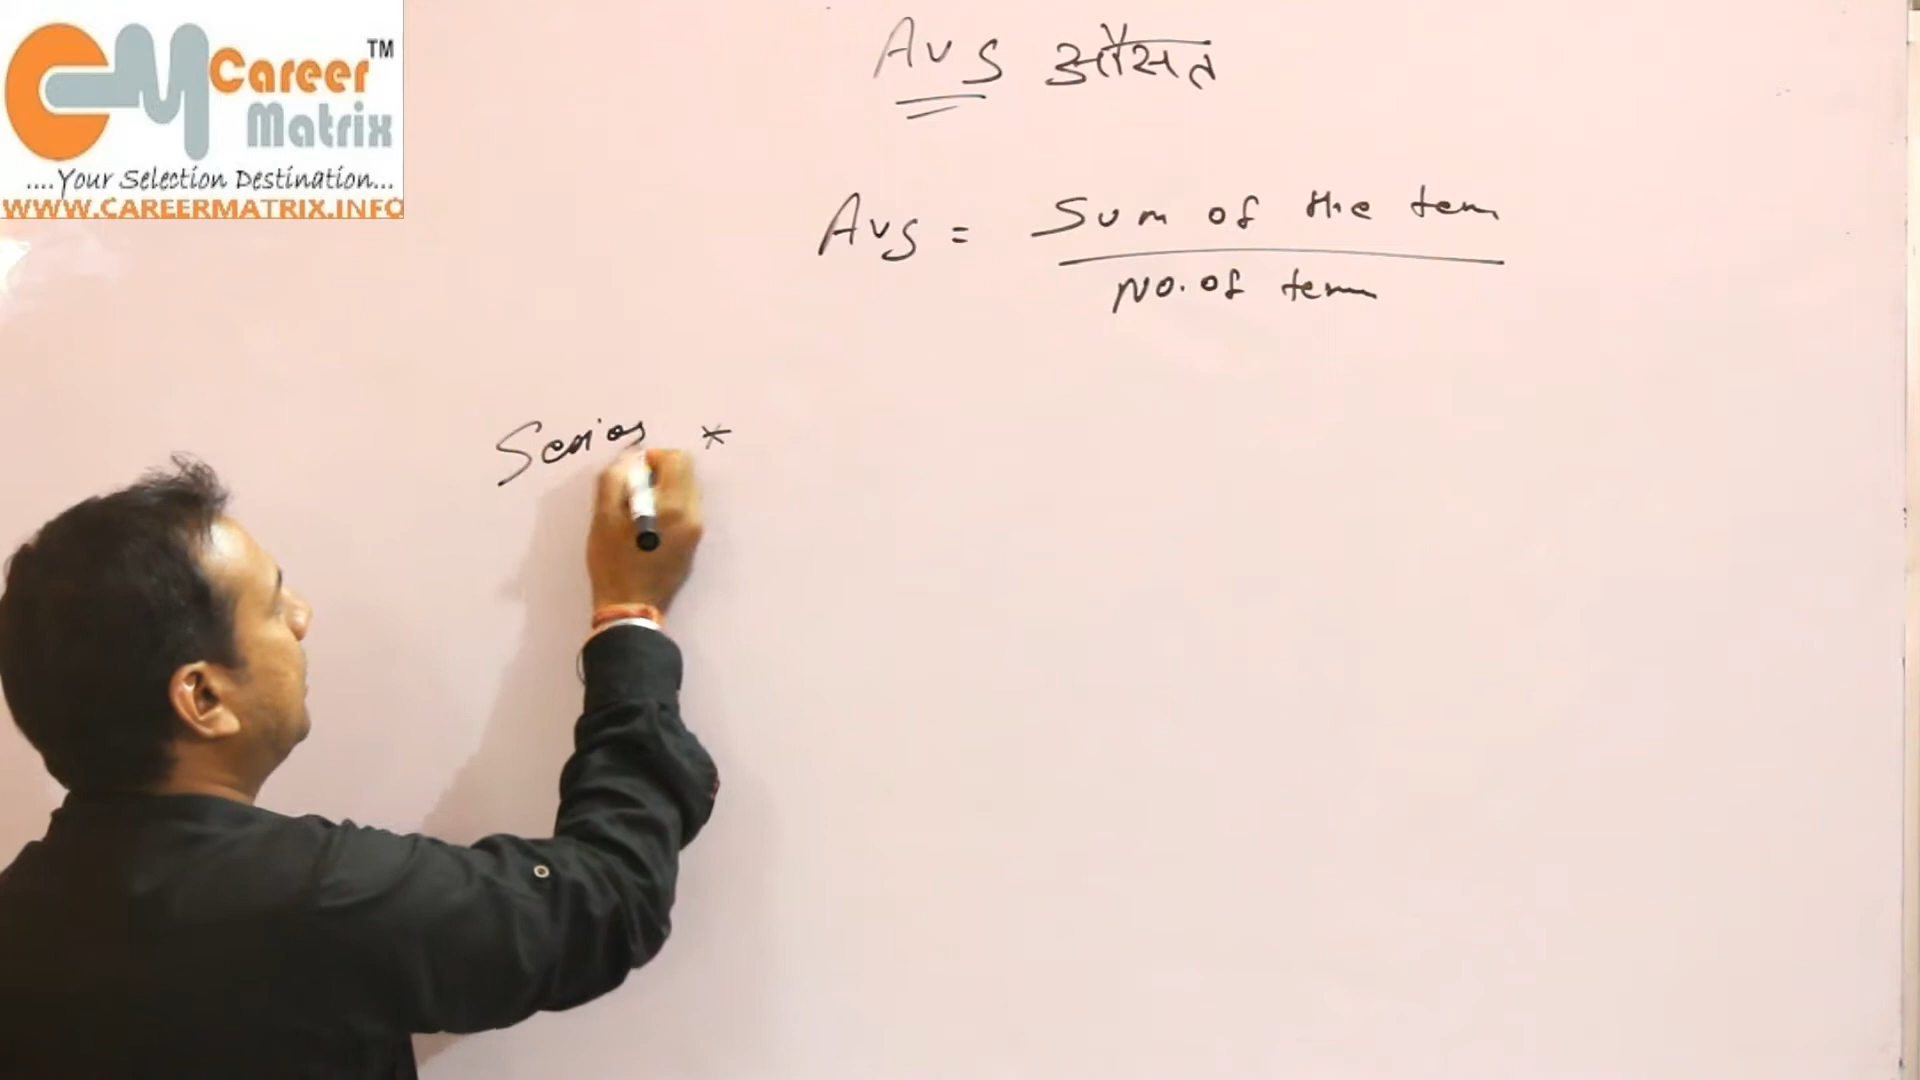 Career Matrix TM
....Your Selection Destination...
WWW.CAREERMATRIX.INFO
Avg औसत
Avg = Sum of the term
No. of term
Series *